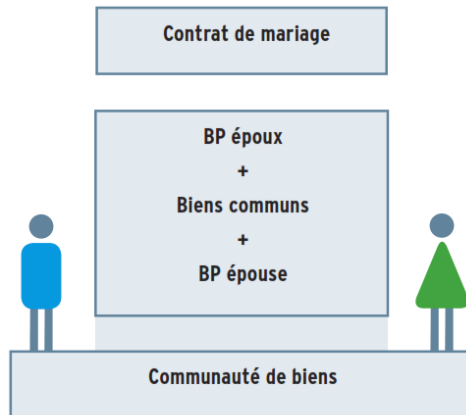 Contrat de mariage
BP époux
+
Biens communs
+
BP épouse
Communauté de biens